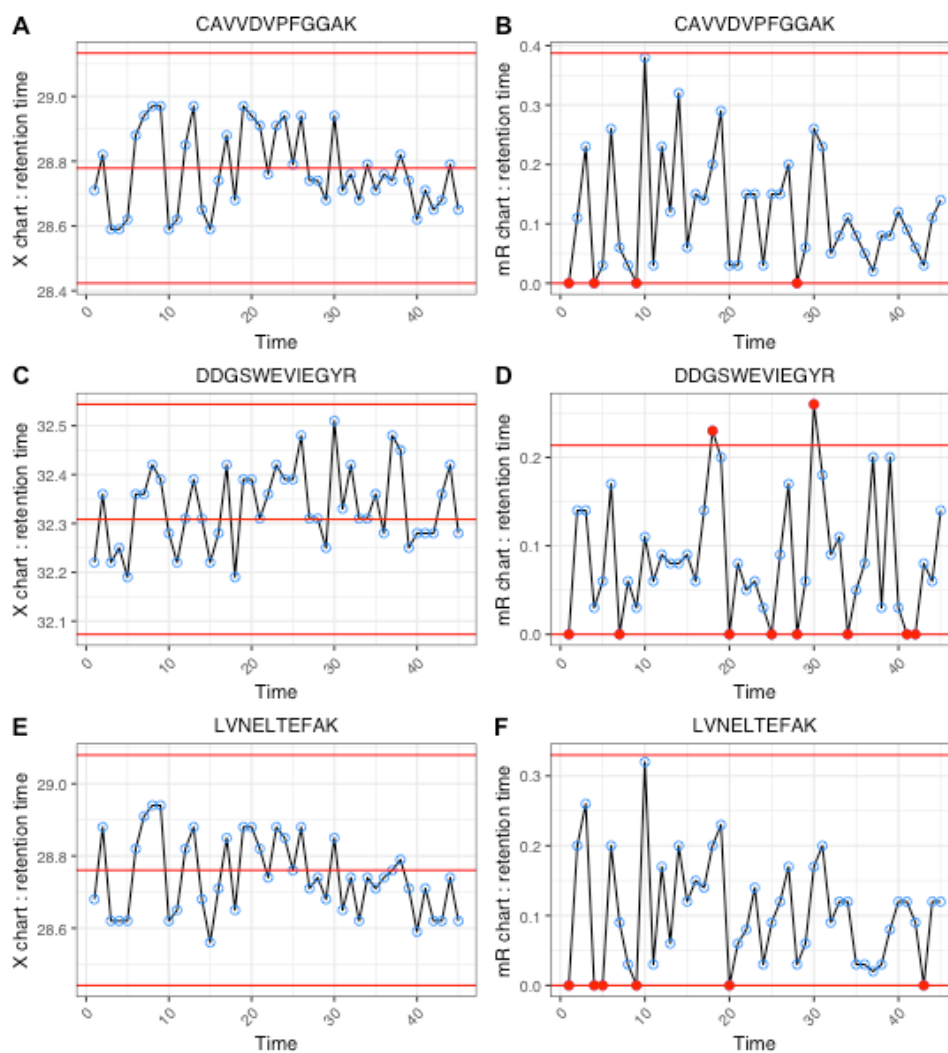 A CAVVDVPFGGAK
X chart : retention time
29.0
28.8
28.6
28.4
0 10 20 30 40
Time
B CAVVDVPFGGAK
mR chart : retention time
0.4
0.3
0.2
0.1
0.0
0 10 20 30 40
Time
C DDGSWEVIEGYR
X chart : retention time
32.5
32.4
32.3
32.2
32.1
0 10 20 30 40
Time
D DDGSWEVIEGYR
mR chart : retention time
0.2
0.1
0.0
0 10 20 30 40
Time
E LVNELTEFAK
X chart : retention time
29.0
28.8
28.6
0 10 20 30 40
Time
F LVNELTEFAK
mR chart : retention time
0.3
0.2
0.1
0.0
0 10 20 30 40
Time